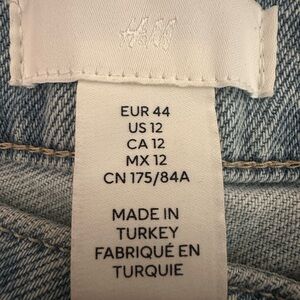 H&M
EUR 44
US 12
CA 12
MX 12
CN 175/84A
MADE IN
TURKEY
FABRIQUÉ EN
TURQUIE